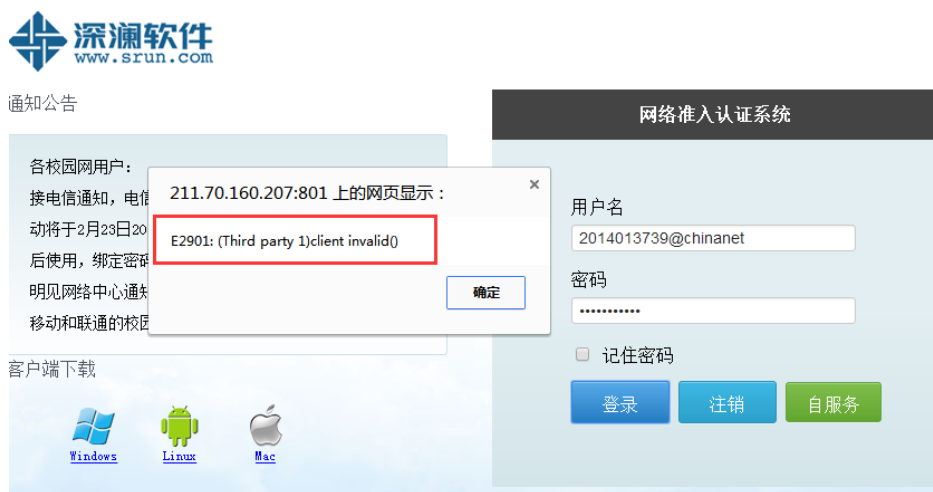 深澜软件
www.srun.com
通知公告
各校园网用户：
接电信通知，电信
动将于2月23日20
后使用，绑定密码
明见网络中心通知
移动和联通的校园
211.70.160.207:801 上的网页显示：
×
E2901: (Third party 1)client invalid()
确定
网络准入认证系统
用户名
2014013739@chinanet
密码
•••••••••••
记住密码
登录
注销
自服务
客户端下载
Windows
Linux
Mac